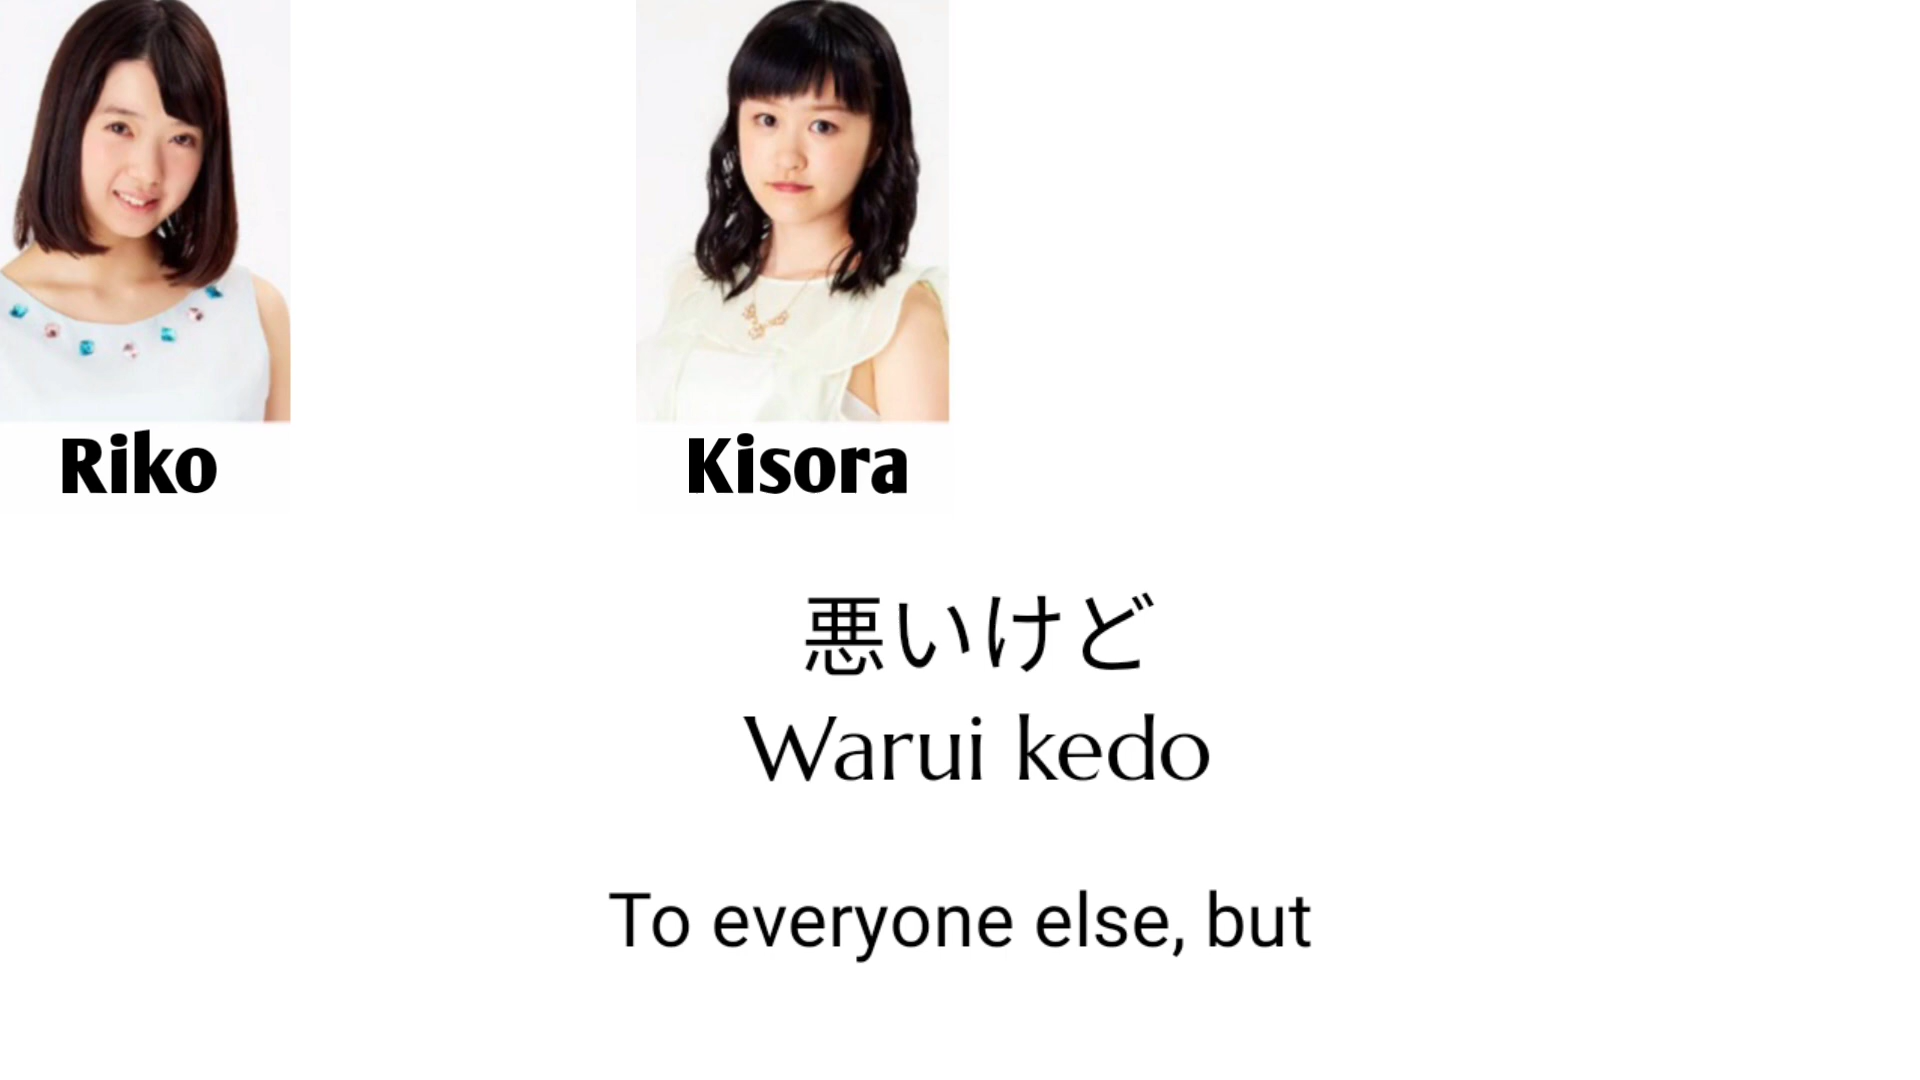 Riko
Kisora
悪いけど
Warui kedo
To everyone else, but